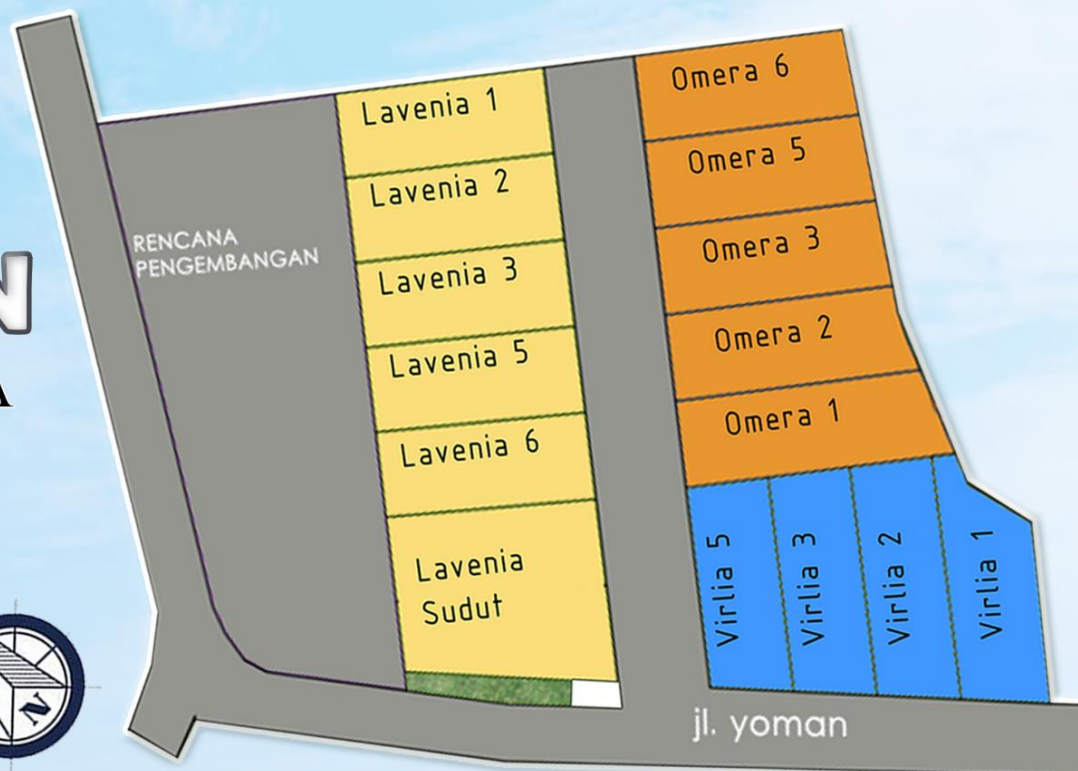 N
A
RENCANA
PENGEMBANGAN
Lavenia 1
Lavenia 2
Lavenia 3
Lavenia 5
Lavenia 6
Lavenia
Sudut
Omera 6
Omera 5
Omera 3
Omera 2
Omera 1
Virlia 5
Virlia 3
Virlia 2
Virlia 1
N
jl. yoman